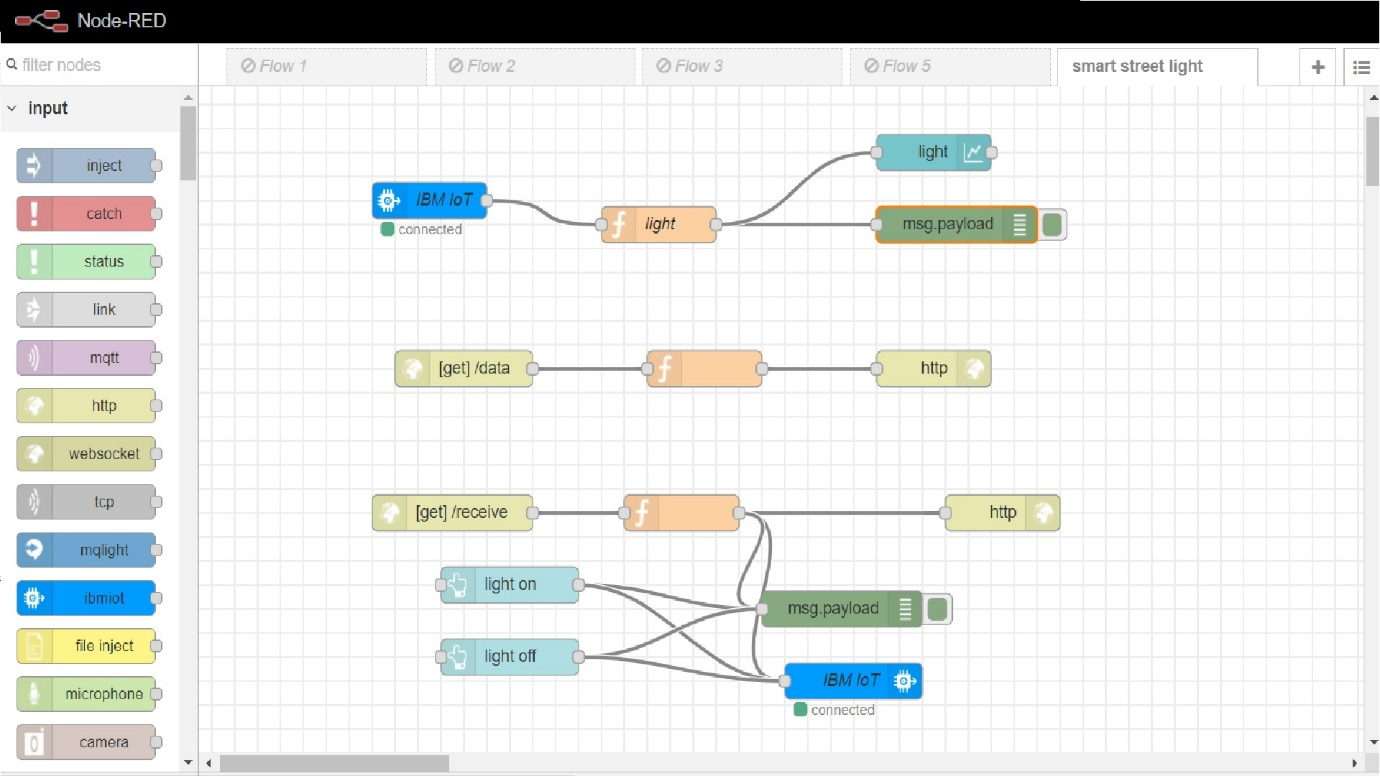 Node-RED
filter nodes
Flow 1
Flow 2
Flow 3
Flow 5
smart street light
input
inject
catch
status
link
mqtt
http
websocket
tcp
mqlight
ibmiot
file inject
microphone
camera
light
IBM IoT
connected
light
msg.payload
[get] /data
http
[get] /receive
http
light on
msg.payload
light off
IBM IoT
connected